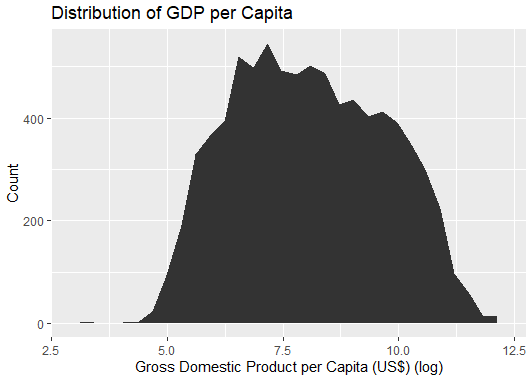 Distribution of GDP per Capita
Count
400
200
0
2.5
5.0
7.5
10.0
12.5
Gross Domestic Product per Capita (US$) (log)